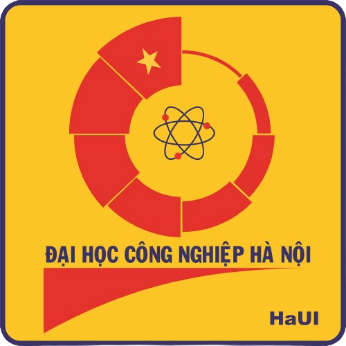 ĐẠI HỌC CÔNG NGHIỆP HÀ NỘI
HaUI